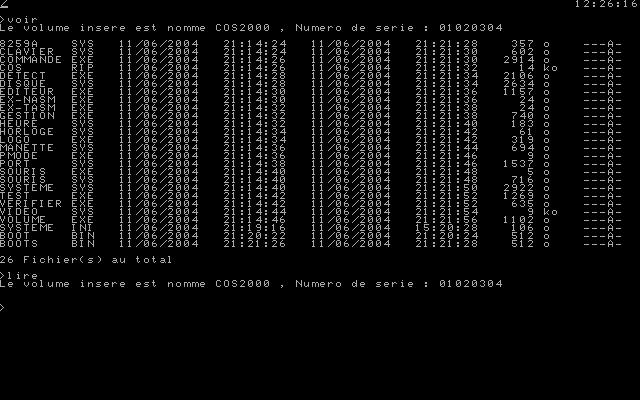 12:26:16
>voir
Le volume insere est nomme COS2000 , Numero de serie : 01020304
8259A SYS 11/06/2004 21:14:24 11/06/2004 21:21:28 357 o ---A-
CLAVIER SYS 11/06/2004 21:14:26 11/06/2004 21:21:30 602 o ---A-
COMMANDE EXE 11/06/2004 21:14:26 11/06/2004 21:21:30 2914 o ---A-
COS RIP 11/06/2004 21:14:28 11/06/2004 21:21:32 14 ko ---A-
DETECT EXE 11/06/2004 21:14:28 11/06/2004 21:21:34 2106 o ---A-
DISQUE SYS 11/06/2004 21:14:28 11/06/2004 21:21:34 2634 o ---A-
EDITEUR EXE 11/06/2004 21:14:30 11/06/2004 21:21:36 1157 o ---A-
EX-NASM EXE 11/06/2004 21:14:30 11/06/2004 21:21:36 24 o ---A-
EX-TASM EXE 11/06/2004 21:14:32 11/06/2004 21:21:36 24 o ---A-
GESTION EXE 11/06/2004 21:14:32 11/06/2004 21:21:38 740 o ---A-
HEURE SYS 11/06/2004 21:14:32 11/06/2004 21:21:40 183 o ---A-
HORLOGE SYS 11/06/2004 21:14:34 11/06/2004 21:21:42 61 o ---A-
LOGO EXE 11/06/2004 21:14:34 11/06/2004 21:21:42 319 o ---A-
MANETTE SYS 11/06/2004 21:14:36 11/06/2004 21:21:44 694 o ---A-
PMODE EXE 11/06/2004 21:14:36 11/06/2004 21:21:46 9 o ---A-
PORT SYS 11/06/2004 21:14:38 11/06/2004 21:21:46 1537 o ---A-
SOURIS EXE 11/06/2004 21:14:38 11/06/2004 21:21:48 5 o ---A-
SOURIS SYS 11/06/2004 21:14:40 11/06/2004 21:21:48 716 o ---A-
SYSTEME SYS 11/06/2004 21:14:40 11/06/2004 21:21:50 2922 o ---A-
TEST EXE 11/06/2004 21:14:42 11/06/2004 21:21:52 1269 o ---A-
VERIFIER EXE 11/06/2004 21:14:42 11/06/2004 21:21:52 635 o ---A-
VIDEO SYS 11/06/2004 21:14:44 11/06/2004 21:21:54 9 ko ---A-
VOLUME EXE 11/06/2004 21:14:46 11/06/2004 21:21:56 1102 o ---A-
SYSTEME INI 11/06/2004 21:19:16 11/06/2004 15:20:28 106 o ---A-
BOOT BIN 11/06/2004 21:20:22 11/06/2004 21:20:24 512 o ---A-
BOOTS BIN 11/06/2004 21:21:26 11/06/2004 21:21:28 512 o ---A-
26 Fichier(s) au total
>lire
Le volume insere est nomme COS2000 , Numero de serie : 01020304
>